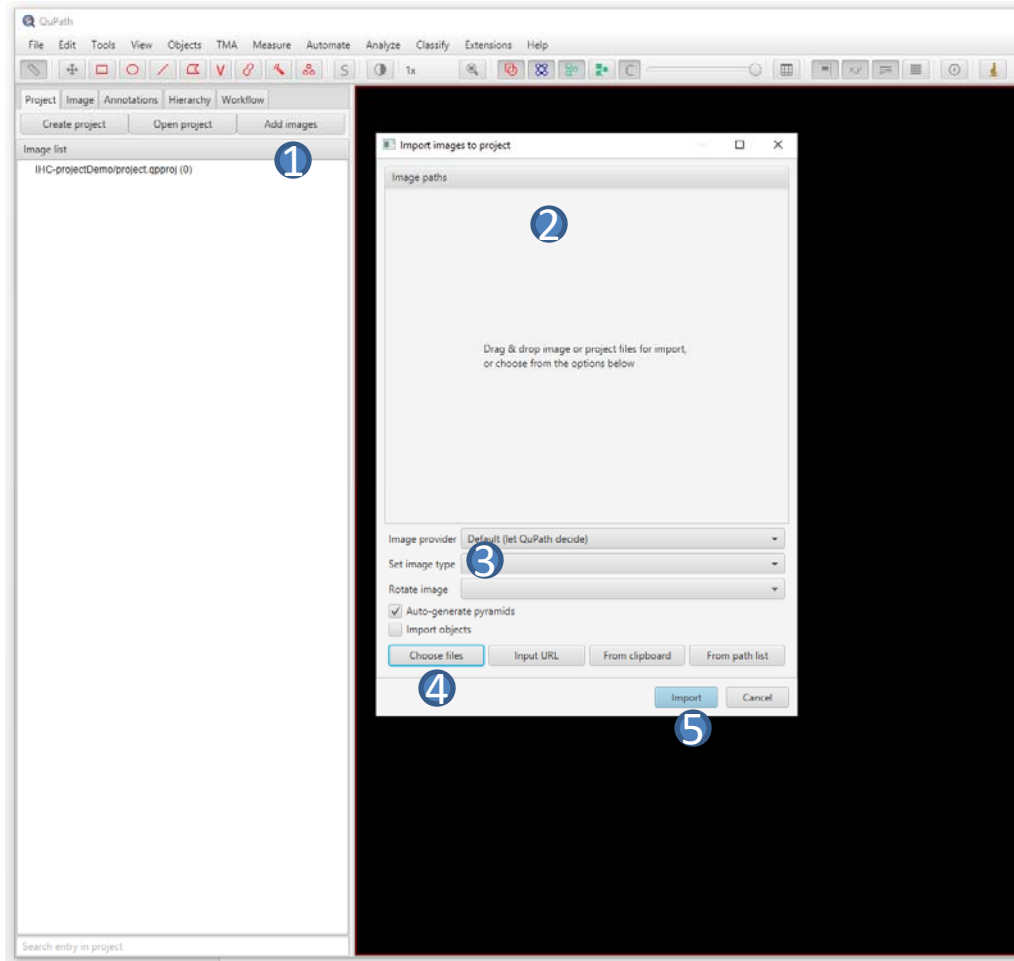 QuPath
File Edit Tools View Objects TMA Measure Automate Analyze Classify Extensions Help
S 1x C
Project Image Annotations Hierarchy Workflow
Create project Open project Add images
Image list
1
IHC-projectDemo/project.qpproj (0)
Import images to project
Image paths
2
Drag & drop image or project files for import,
or choose from the options below
Image provider Default (let QuPath decide)
Set image type 3
Rotate image
Auto-generate pyramids
Import objects
Choose files Input URL From clipboard From path list
4
Import Cancel
5
Search entry in project